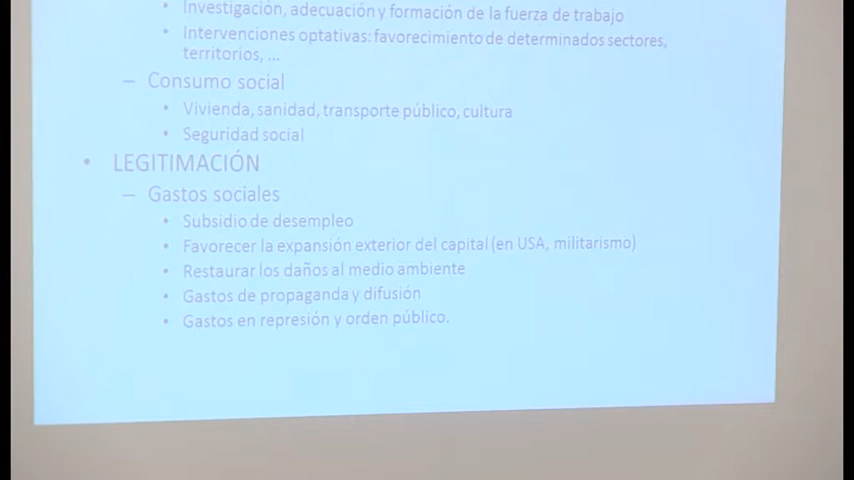 • Investigación, adecuación y formación de la fuerza de trabajo
• Intervenciones optativas: favorecimiento de determinados sectores,
territorios, ...
– Consumo social
• Vivienda, sanidad, transporte público, cultura
• Seguridad social
• LEGITIMACIÓN
– Gastos sociales
• Subsidio de desempleo
• Favorecer la expansión exterior del capital (en USA, militarismo)
• Restaurar los daños al medio ambiente
• Gastos de propaganda y difusión
• Gastos en represión y orden público.